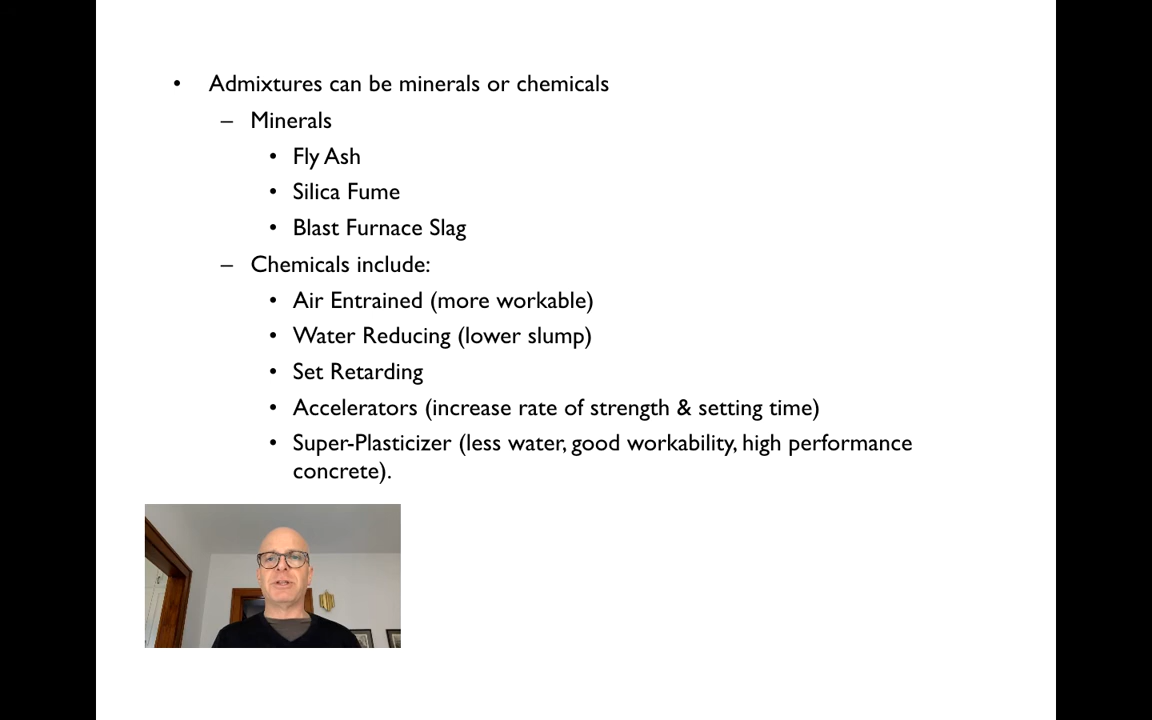 • Admixtures can be minerals or chemicals
– Minerals
• Fly Ash
• Silica Fume
• Blast Furnace Slag
– Chemicals include:
• Air Entrained (more workable)
• Water Reducing (lower slump)
• Set Retarding
• Accelerators (increase rate of strength & setting time)
• Super-Plasticizer (less water, good workability, high performance
concrete).